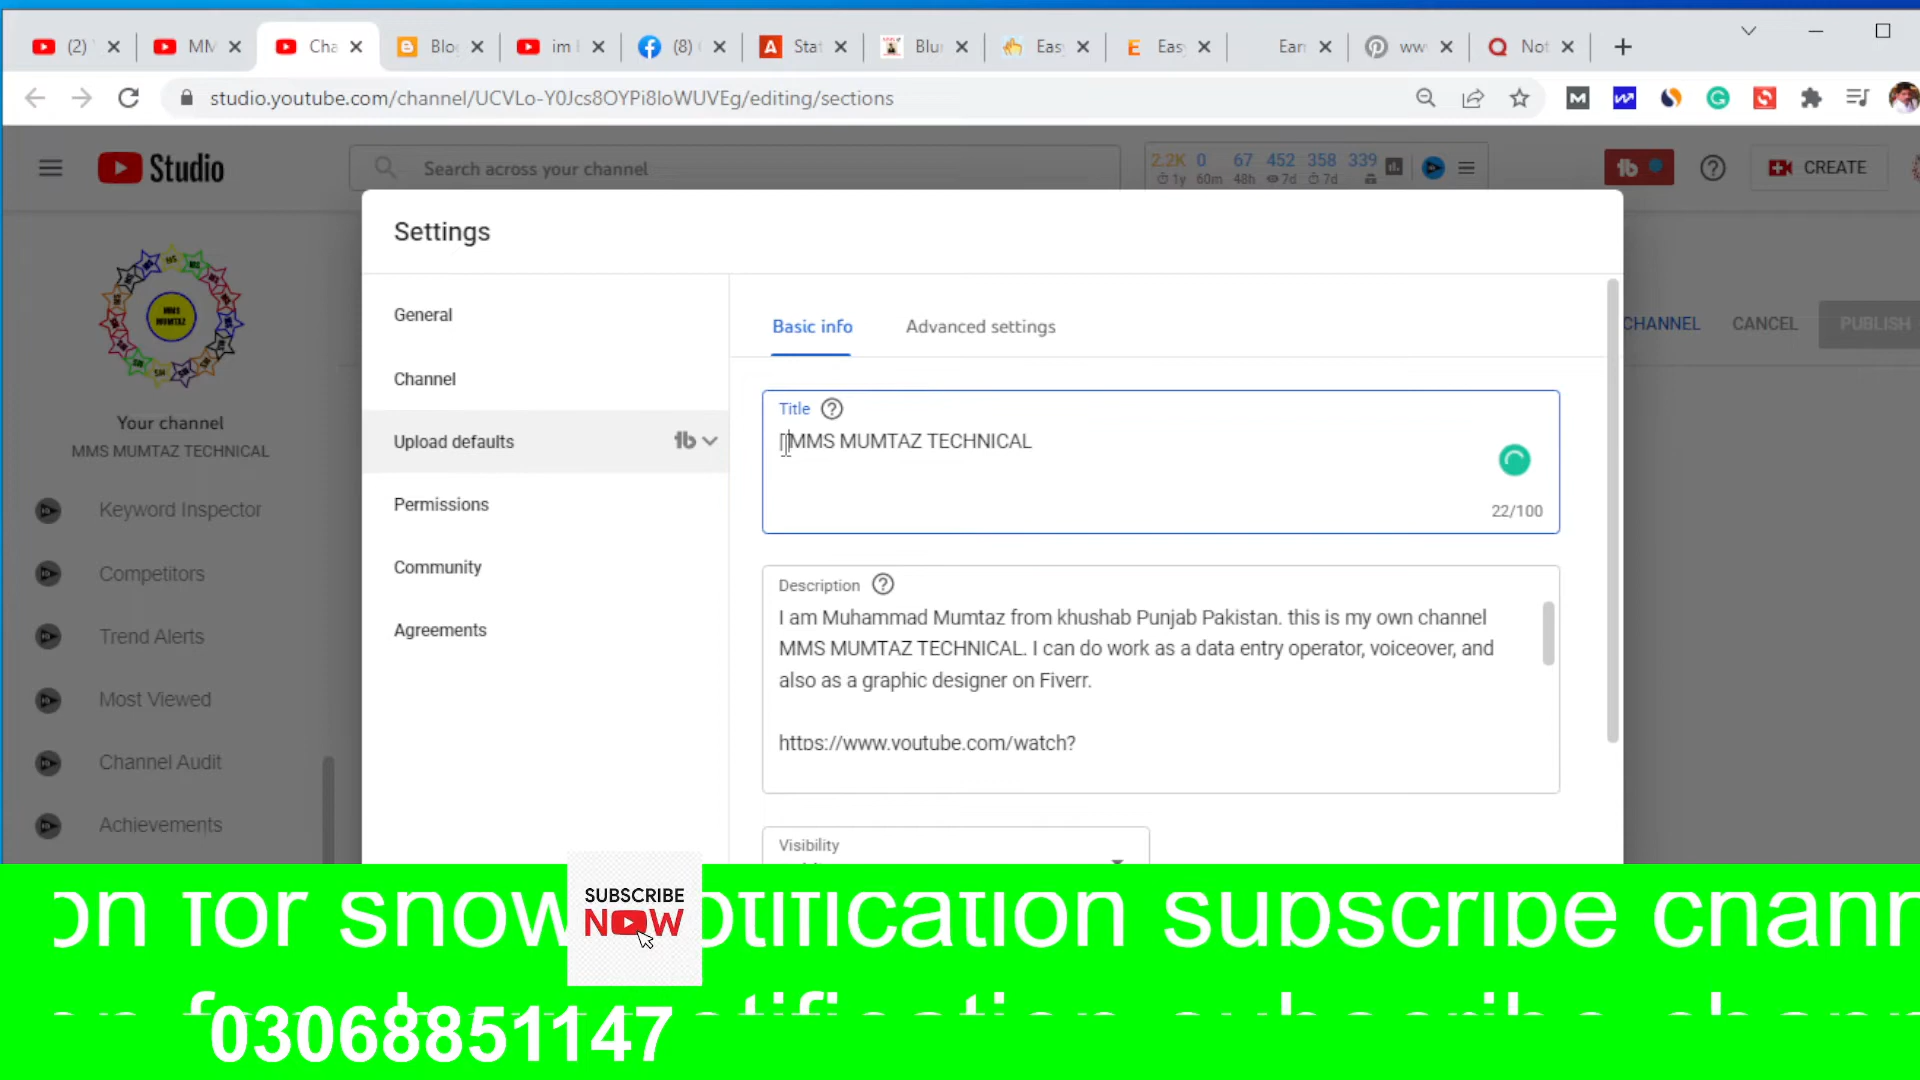 (2)
MM
Cha
Blo
im
(8)
Stat
Blu
Eas
Eas
Earr
ww
Not
studio.youtube.com/channel/UCVLo-Y0Jcs8OYPi8IoWUVEg/editing/sections
Studio
Search across your channel
2.2K 0 67 452 358 339
1y 60m 48h 7d 7d
CREATE
Settings
General
Channel
Upload defaults
Permissions
Community
Agreements
Basic info Advanced settings
Title
MMS MUMTAZ TECHNICAL
22/100
Description
I am Muhammad Mumtaz from khushab Punjab Pakistan. this is my own channel
MMS MUMTAZ TECHNICAL. I can do work as a data entry operator, voiceover, and
also as a graphic designer on Fiverr.
https://www.youtube.com/watch?
Visibility
CHANNEL CANCEL PUBLISH
MMS
MUMTAZ
Your channel
MMS MUMTAZ TECHNICAL
Keyword Inspector
Competitors
Trend Alerts
Most Viewed
Channel Audit
Achievements
on for snow otification subscribe chann
SUBSCRIBE
NOW
03068851147